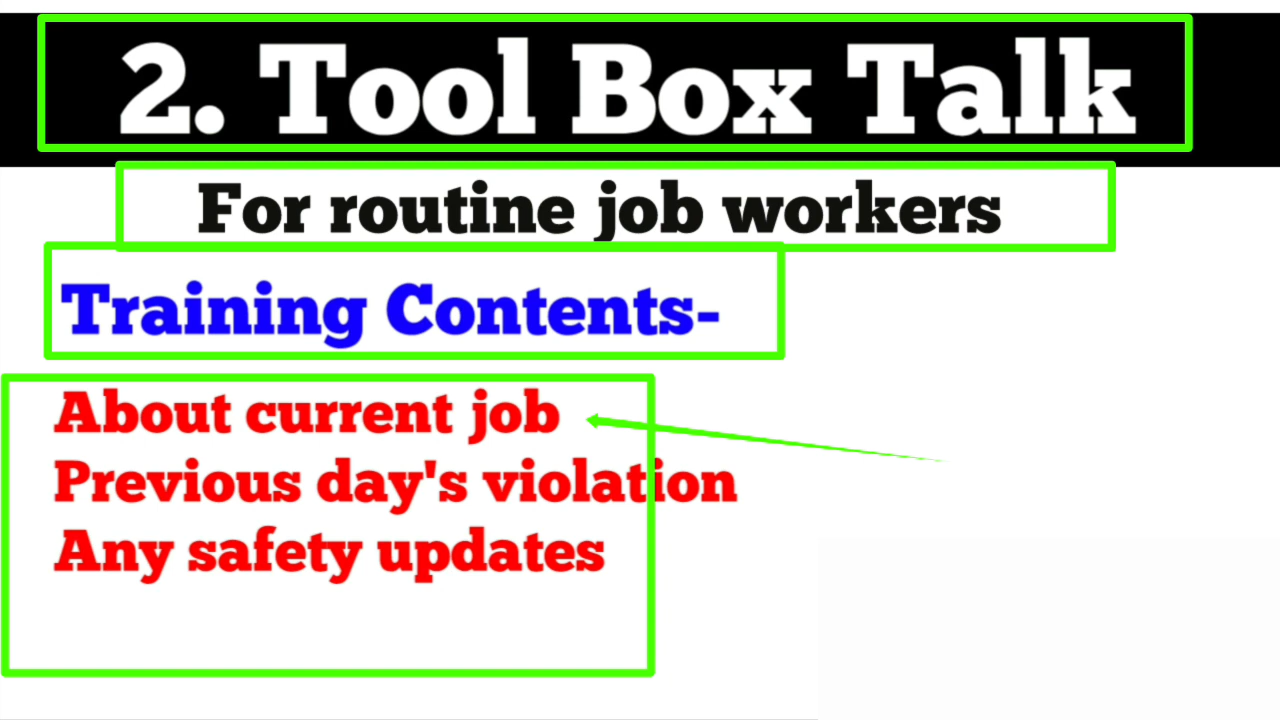 2. Tool Box Talk
For routine job workers
Training Contents-
About current job
Previous day's violation
Any safety updates